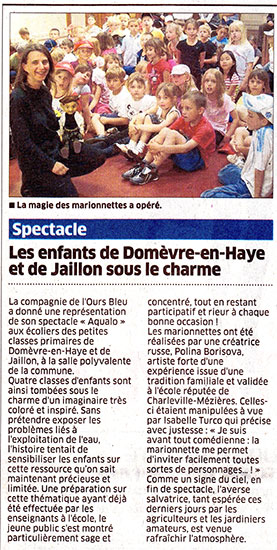 ■ La magie des marionnettes a opéré.
Spectacle
Les enfants de Domèvre-en-Haye
et de Jaillon sous le charme
La compagnie de l'Ours Bleu
a donné une représentation
de son spectacle « Aqualo »
aux écoliers des petites
classes primaires de
Domèvre-en-Haye et de
Jaillon, à la salle polyvalente
de la commune.
Quatre classes d'enfants sont
ainsi tombées sous le
charme d'un imaginaire très
coloré et inspiré. Sans
prétendre exposer les
problèmes liés à
l'exploitation de l'eau,
l'histoire tentait de
sensibiliser les enfants sur
cette ressource qu'on sait
maintenant précieuse et
limitée. Une préparation sur
cette thématique ayant déjà
été effectuée par les
enseignants à l'école, le
jeune public s'est montré
particulièrement sage et
concentré, tout en restant
participatif et rieur à chaque
bonne occasion !
Les marionnettes ont été
réalisées par une créatrice
russe, Polina Borisova,
artiste forte d'une
expérience issue d'une
tradition familiale et validée
à l'école réputée de
Charleville-Mézières. Celles-
ci étaient manipulées à vue
par Isabelle Turco qui précise
avec justesse : « Je suis
avant tout comédienne : la
marionnette me permet
d'inviter facilement toutes
sortes de personnages... ! »
Comme un signe du ciel, en
fin de spectacle, l'averse
salvatrice, tant espérée ces
derniers jours par les
agriculteurs et les jardiniers
amateurs, est venue
rafraîchir l'atmosphère.